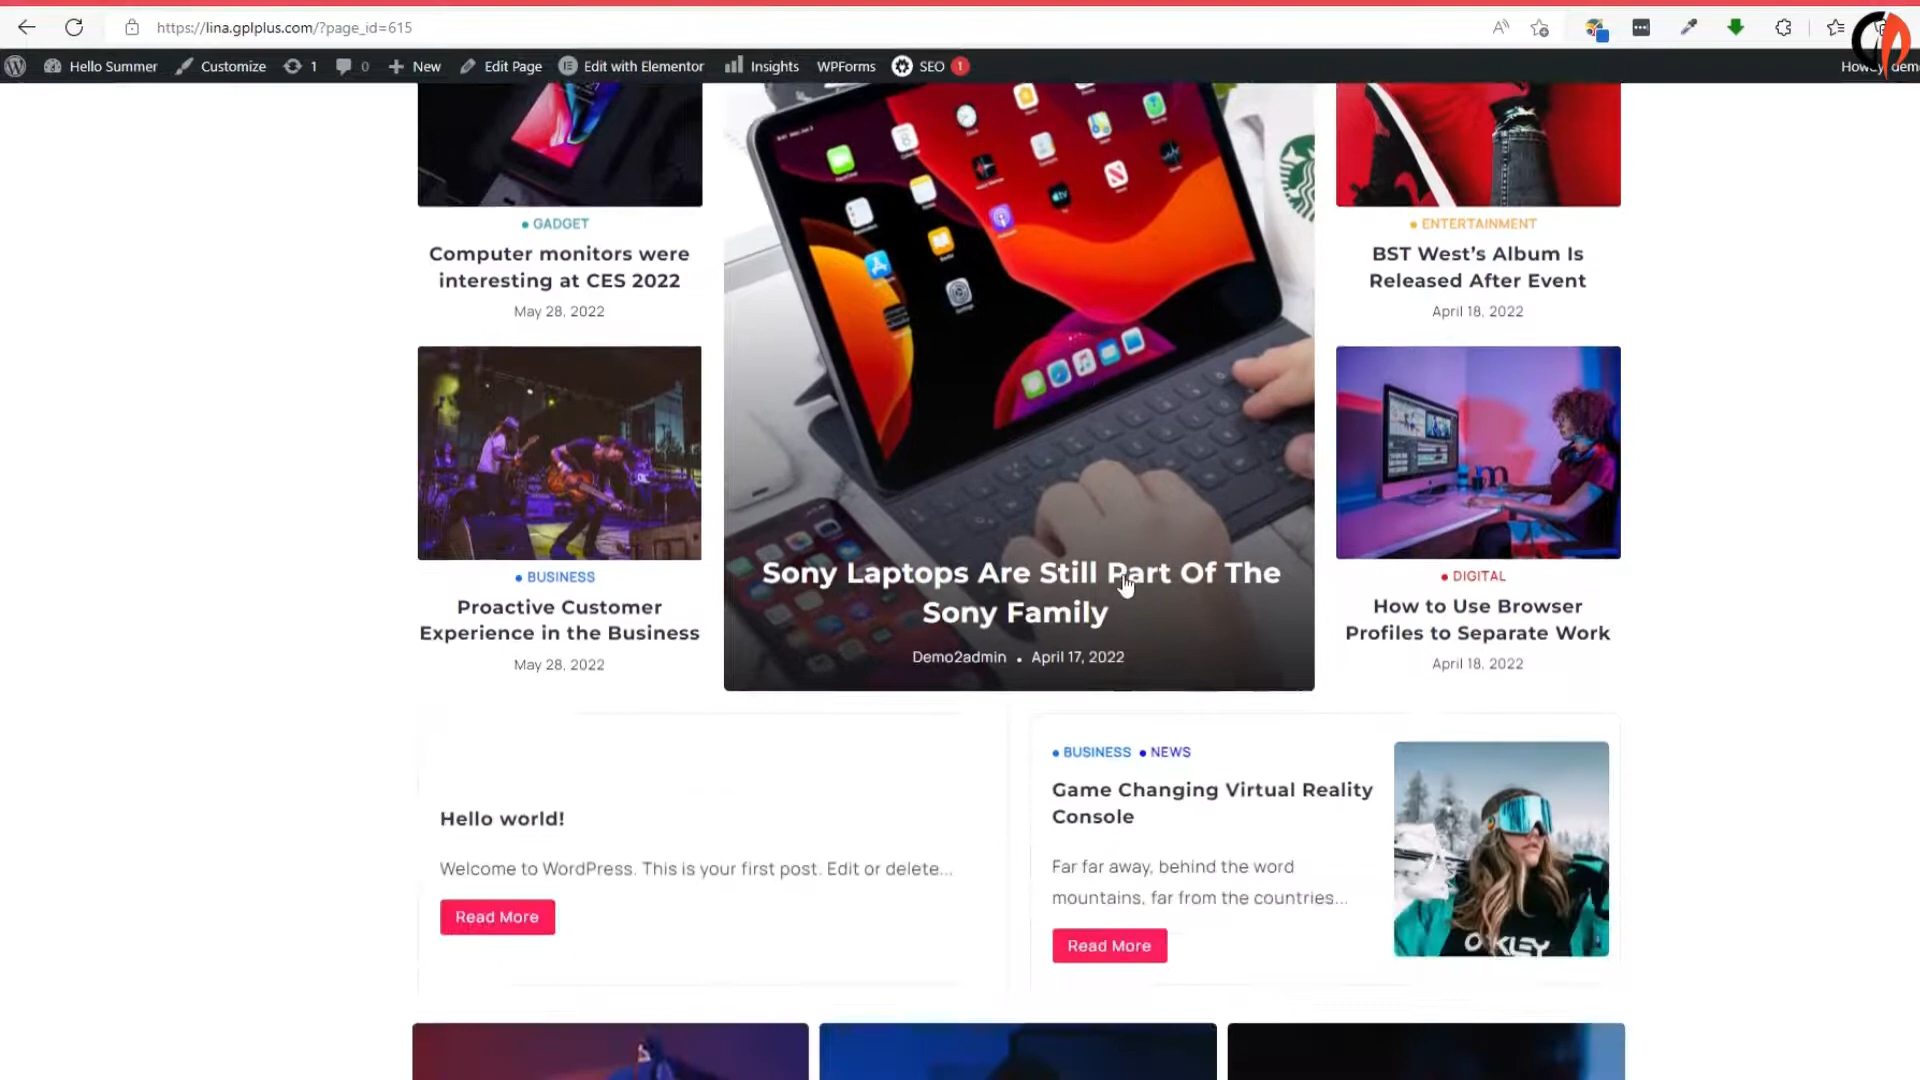 https://lina.gplplus.com/?page_id=615
Hello Summer Customize 1 0 New Edit Page Edit with Elementor Insights WPForms SEO 1
GADGET
Computer monitors were
interesting at CES 2022
May 28, 2022
BUSINESS
Proactive Customer
Experience in the Business
May 28, 2022
Sony Laptops Are Still Part Of The
Sony Family
Demo2admin • April 17, 2022
ENTERTAINMENT
BST West’s Album Is
Released After Event
April 18, 2022
DIGITAL
How to Use Browser
Profiles to Separate Work
April 18, 2022
Hello world!
Welcome to WordPress. This is your first post. Edit or delete...
Read More
BUSINESS • NEWS
Game Changing Virtual Reality
Console
Far far away, behind the word
mountains, far from the countries...
Read More